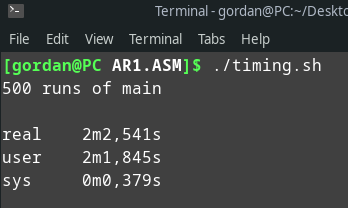 Terminal - gordan@PC:~/Deskto
File Edit View Terminal Tabs Help
[gordan@PC AR1.ASM]$ ./timing.sh
500 runs of main
real 2m2,541s
user 2m1,845s
sys 0m0,379s